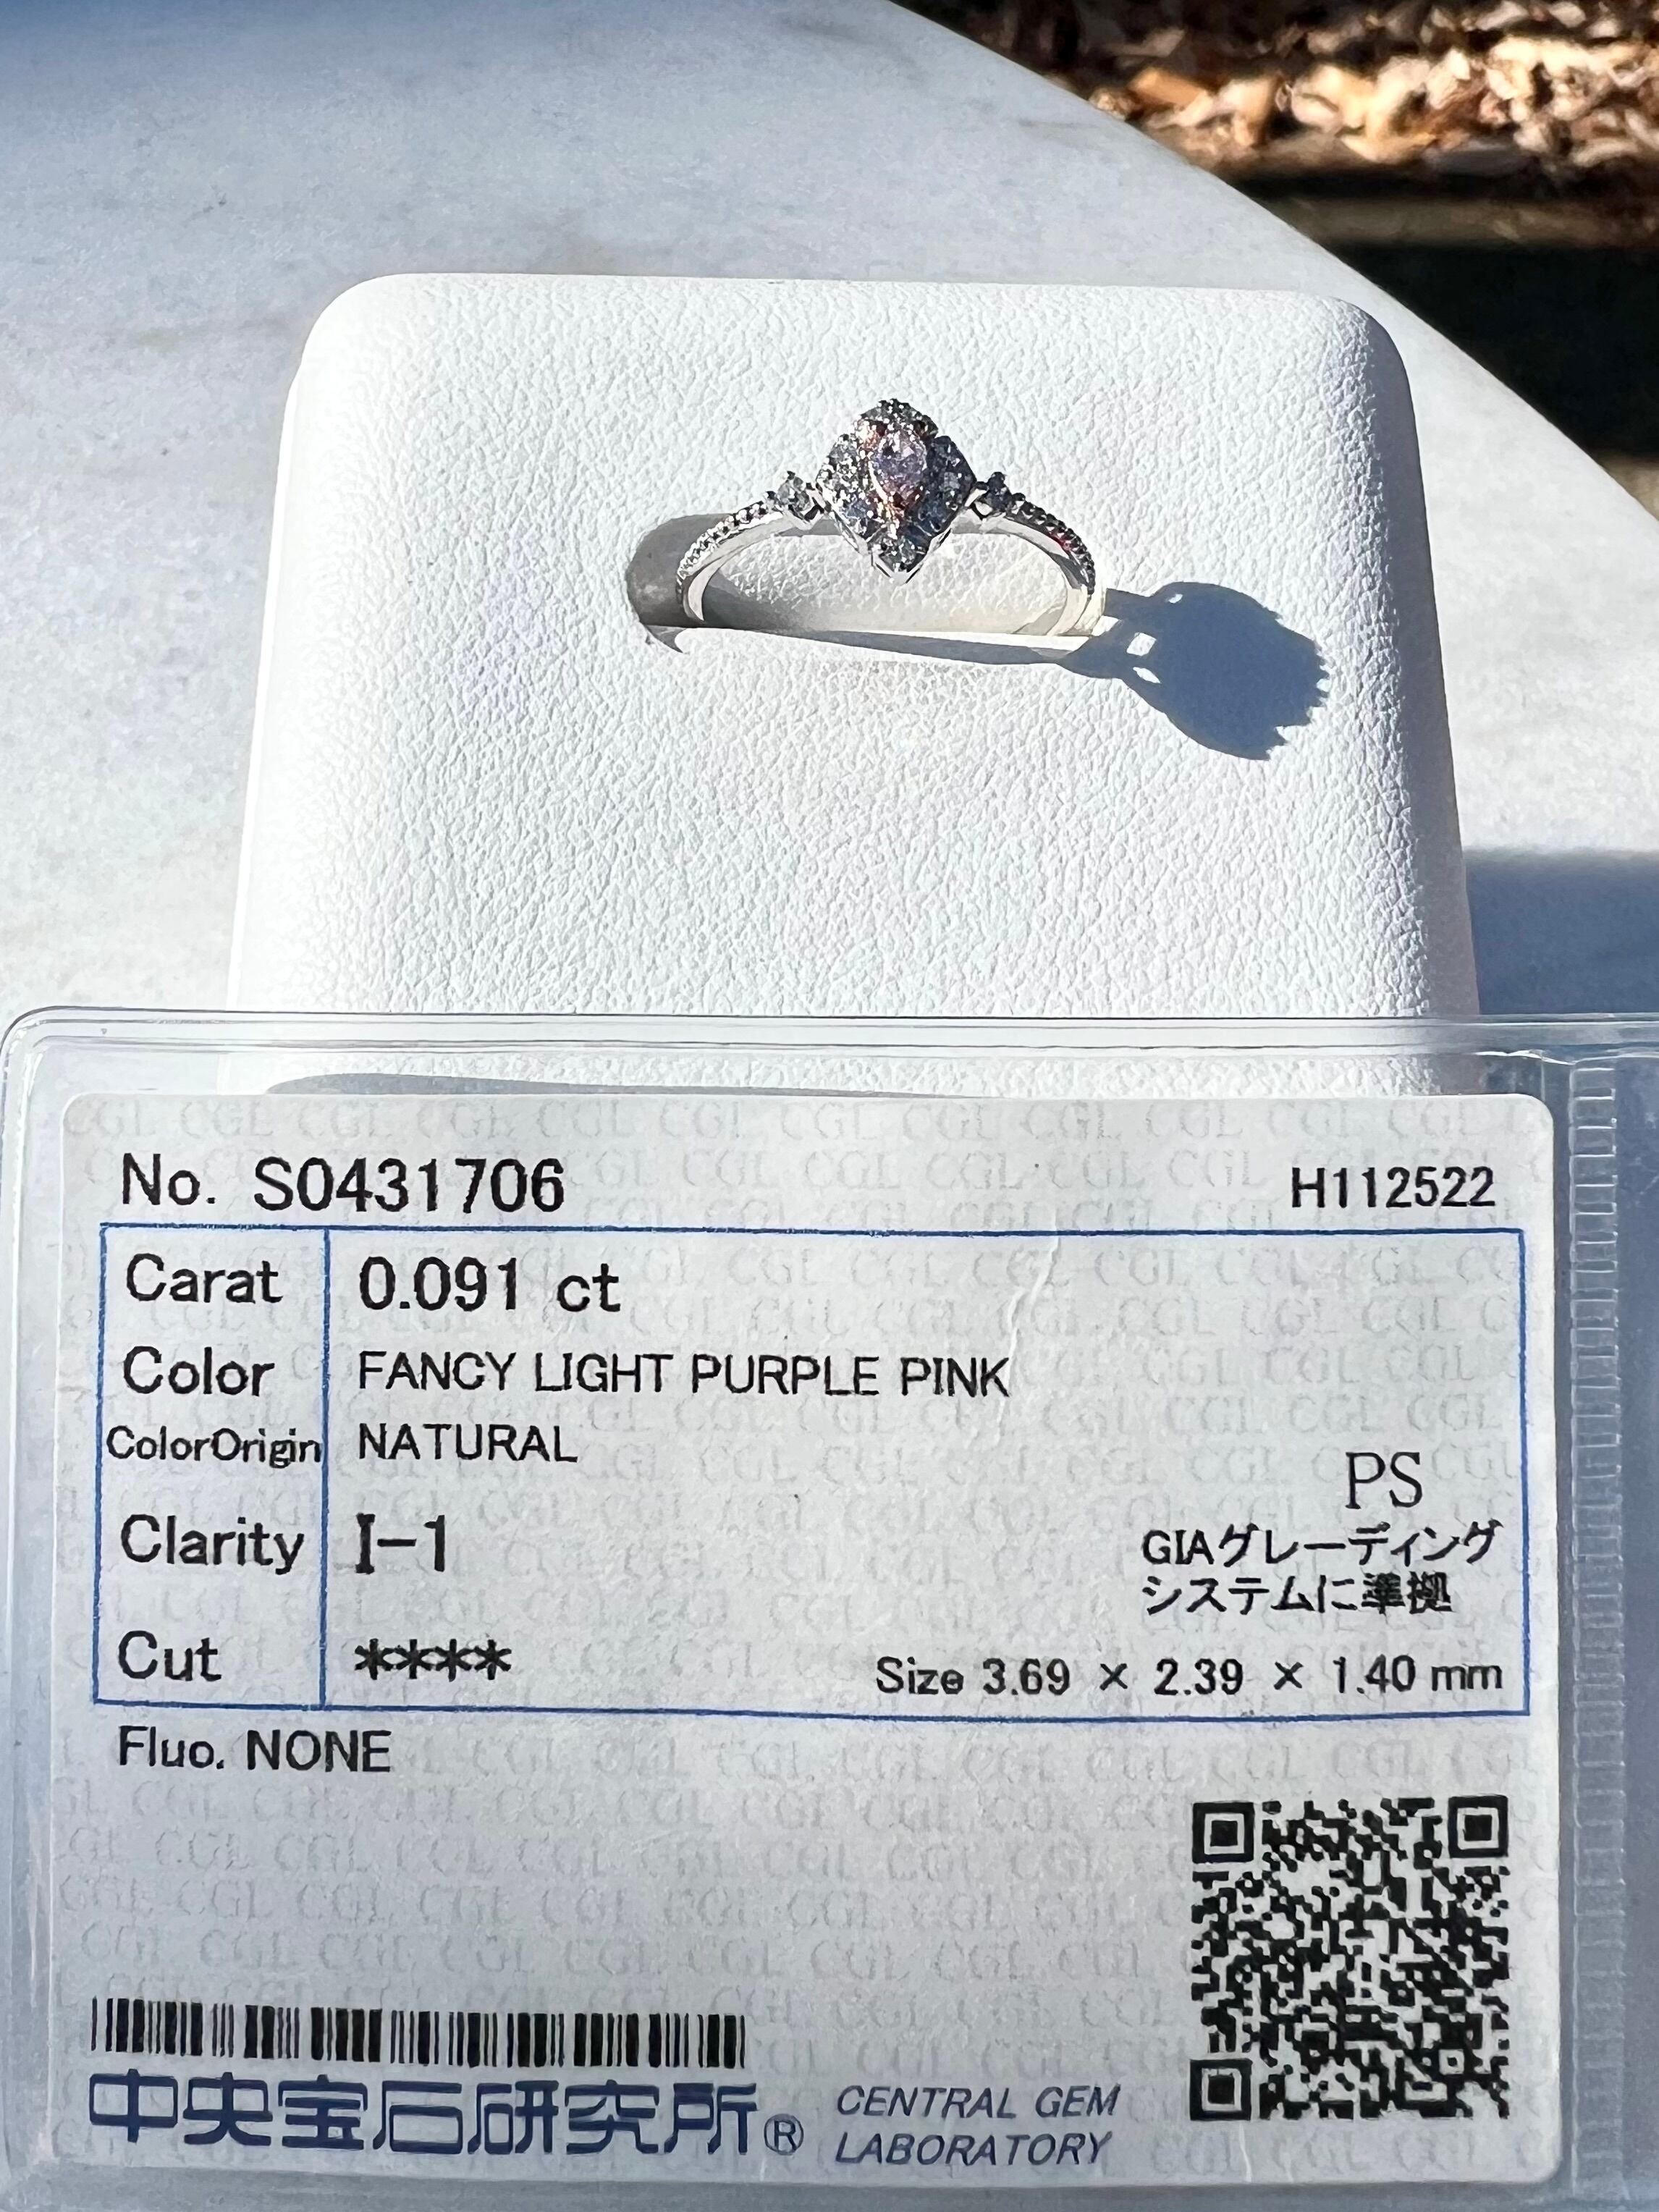 No. S0431706
H112522
Carat 0.091 ct
Color FANCY LIGHT PURPLE PINK
ColorOrigin NATURAL
PS
Clarity I-1
GIAグレーディング
システムに準拠
Cut ****
Size 3.69 × 2.39 × 1.40 mm
Fluo. NONE
中央宝石研究所®
CENTRAL GEM
LABORATORY